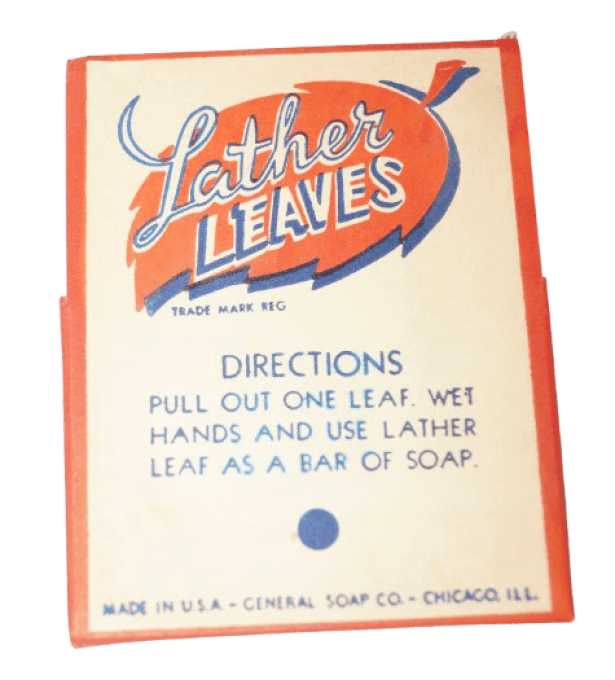 Lather
LEAVES
TRADE MARK REG
DIRECTIONS
PULL OUT ONE LEAF. WET
HANDS AND USE LATHER
LEAF AS A BAR OF SOAP.
MADE IN U.S.A. - GENERAL SOAP CO. - CHICAGO, ILL.